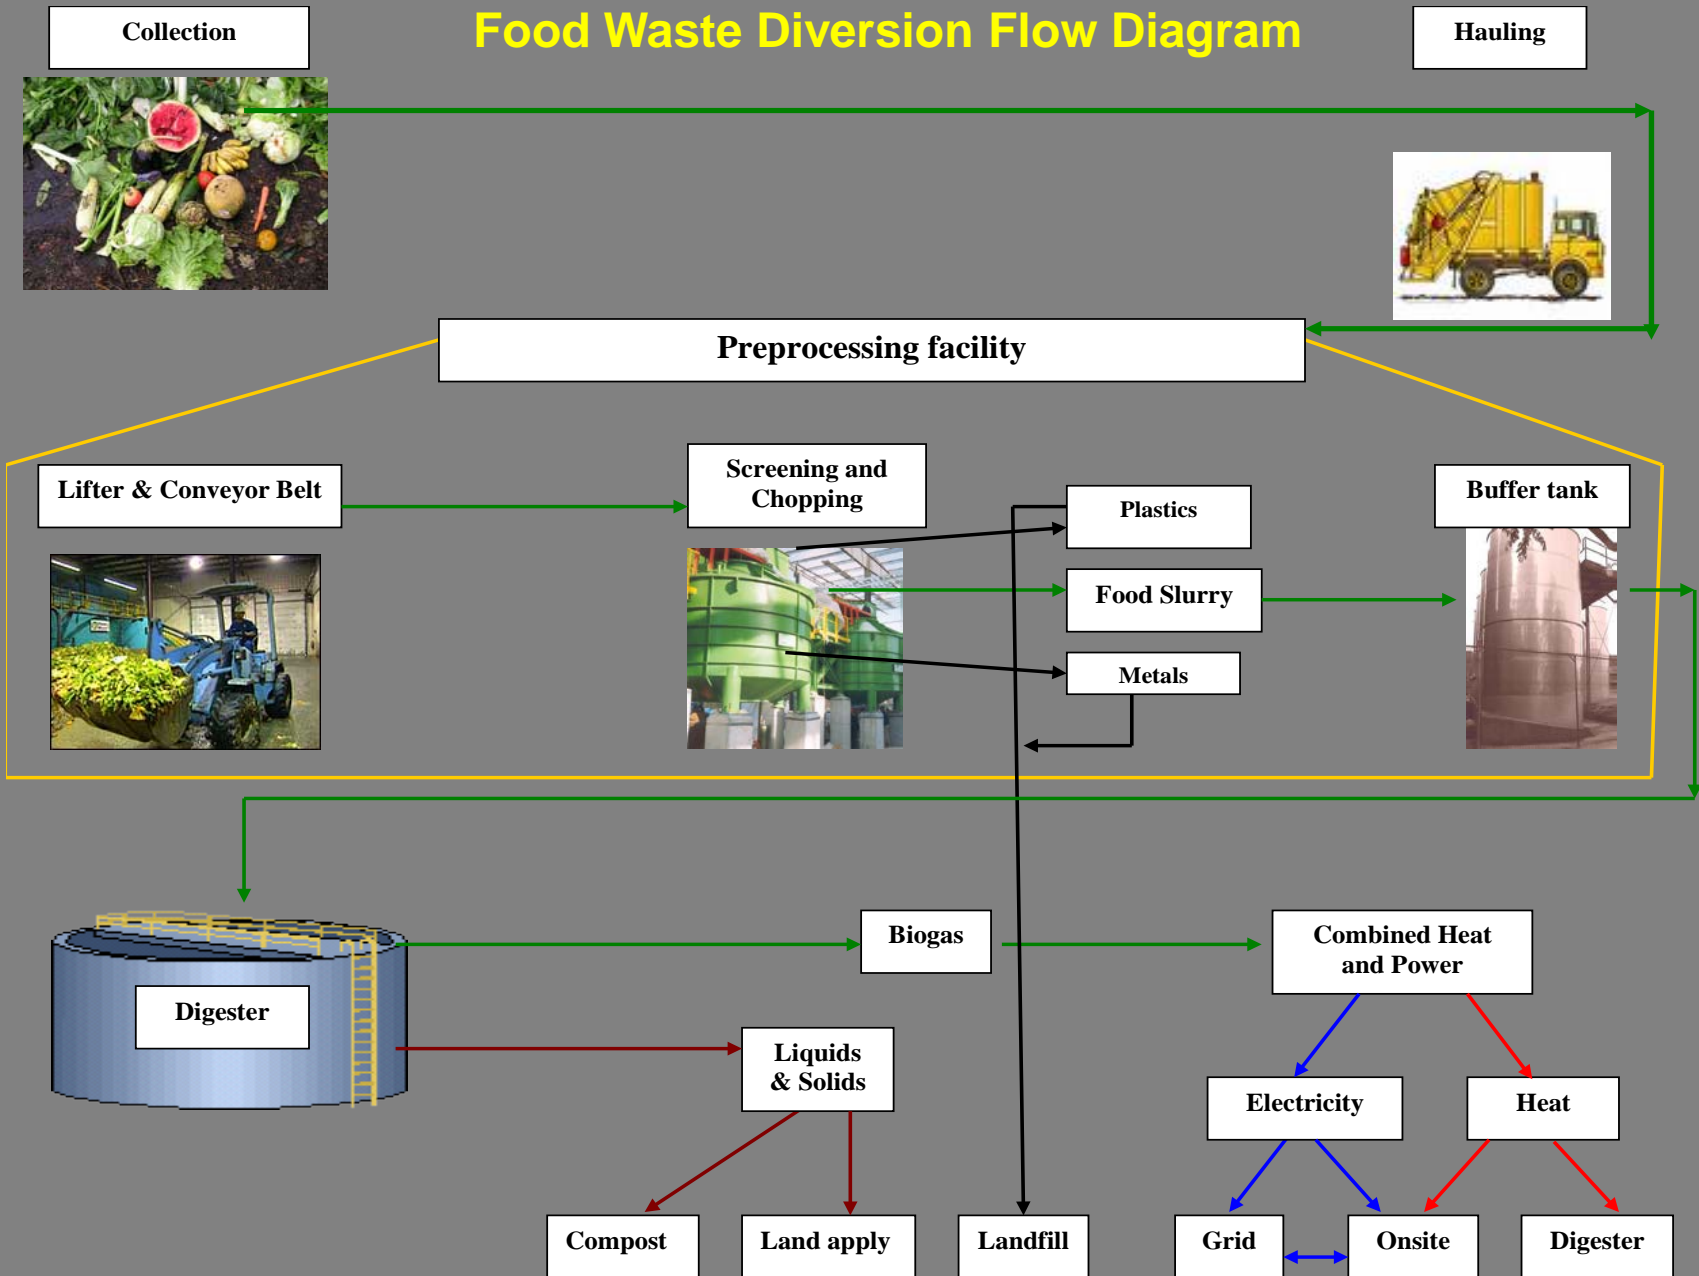 Collection
Food Waste Diversion Flow Diagram
Hauling
Preprocessing facility
Lifter & Conveyor Belt
Screening and
Chopping
Plastics
Food Slurry
Metals
Buffer tank
Digester
Biogas
Combined Heat
and Power
Liquids
& Solids
Electricity
Heat
Compost
Land apply
Landfill
Grid
Onsite
Digester